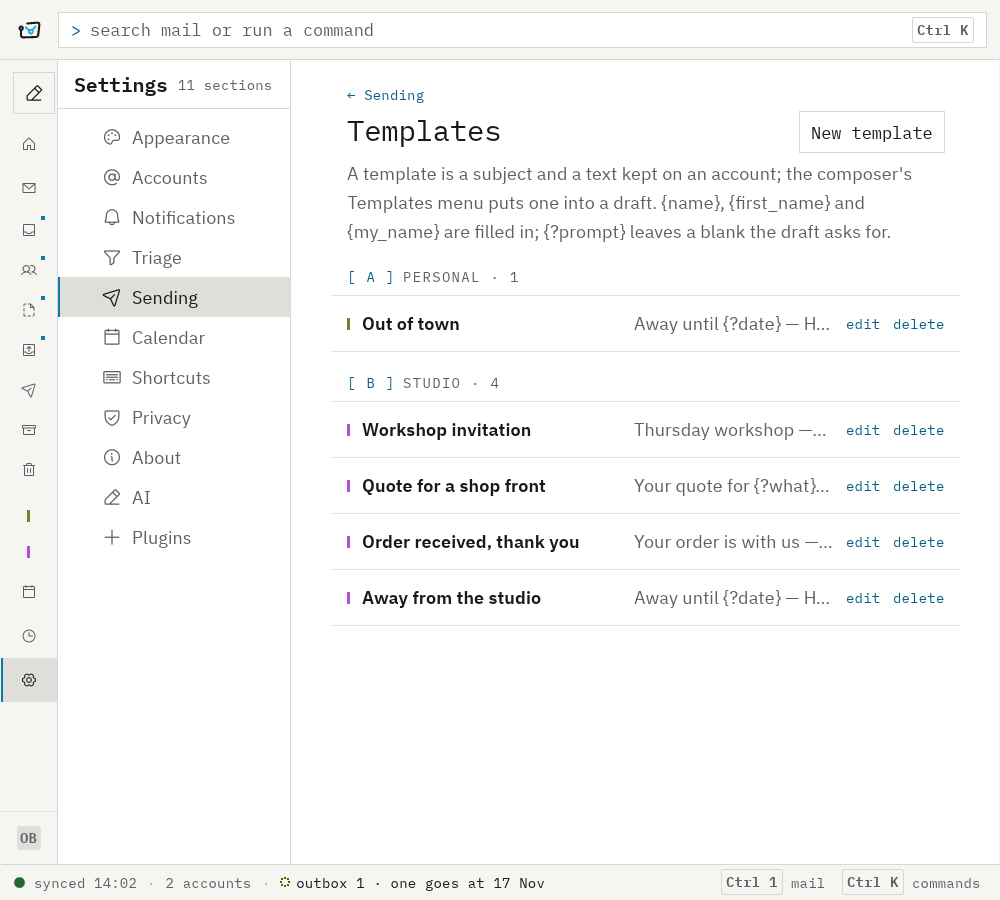 > search mail or run a command
Ctrl K
Settings 11 sections
Appearance
Accounts
Notifications
Triage
Sending
Calendar
Shortcuts
Privacy
About
AI
Plugins
← Sending
Templates
New template
A template is a subject and a text kept on an account; the composer's
Templates menu puts one into a draft. {name}, {first_name} and
{my_name} are filled in; {?prompt} leaves a blank the draft asks for.
[ A ] PERSONAL · 1
Out of town Away until {?date} — H... edit delete
[ B ] STUDIO · 4
Workshop invitation Thursday workshop —... edit delete
Quote for a shop front Your quote for {?what}... edit delete
Order received, thank you Your order is with us —... edit delete
Away from the studio Away until {?date} — H... edit delete
OB
synced 14:02 · 2 accounts · outbox 1 · one goes at 17 Nov
Ctrl 1 mail Ctrl K commands